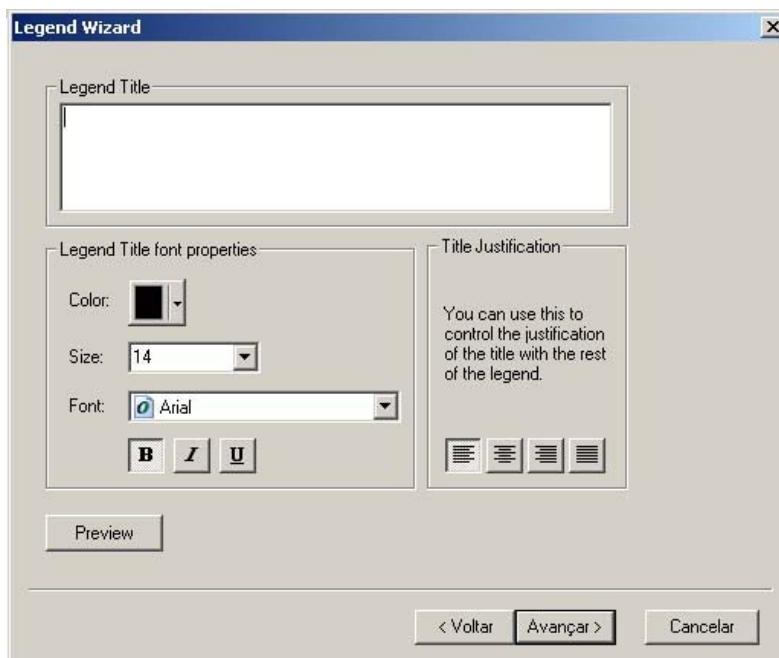 Legend Wizard
Legend Title
Legend Title font properties
Color:
Size:
14
Font:
Arial
B I U
Title Justification
You can use this to
control the justification
of the title with the rest
of the legend.
Preview
< Voltar
Avançar >
Cancelar